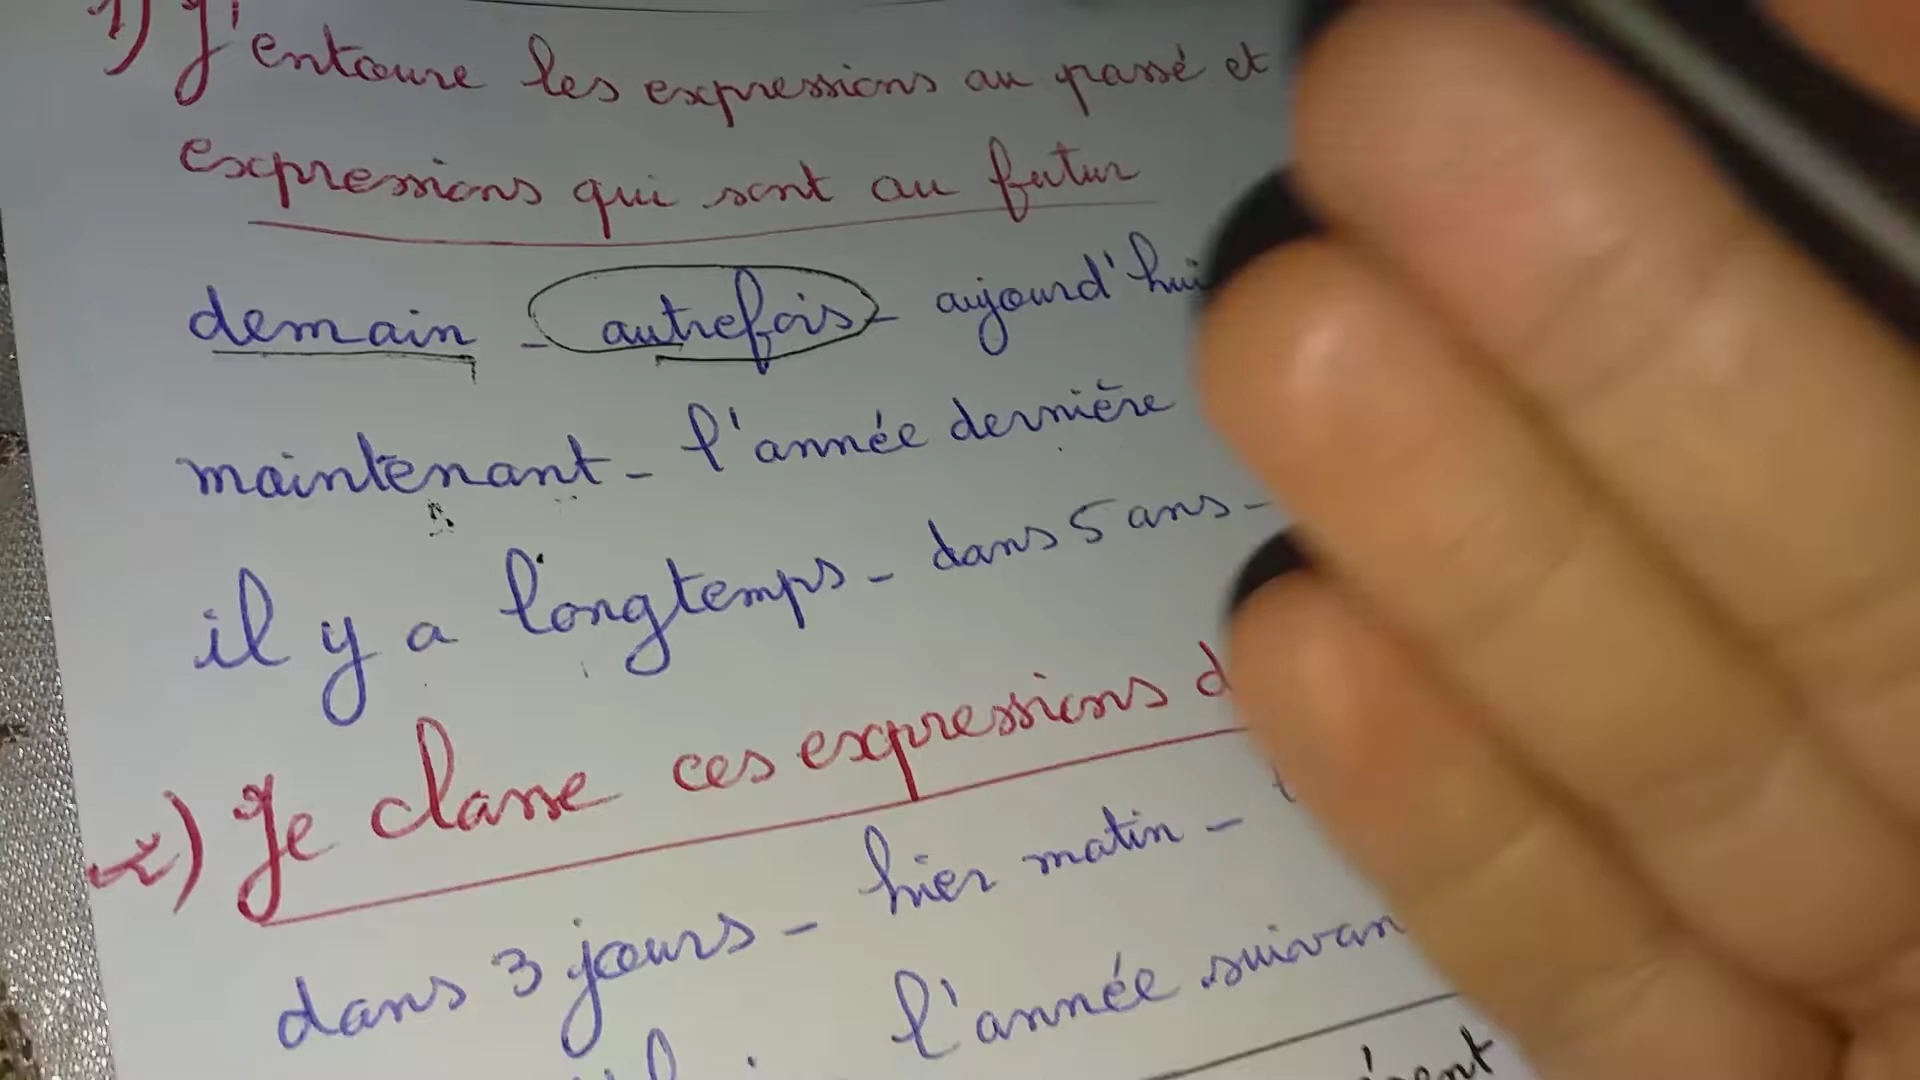 1) J'entoure les expressions au passé et
expressions qui sont au futur
demain - autrefois - aujourd'hui
maintenant - l'année dernière
il y a longtemps - dans 5 ans -
2) Je classe ces expressions d
dans 3 jours - hier matin -
l'année suivan